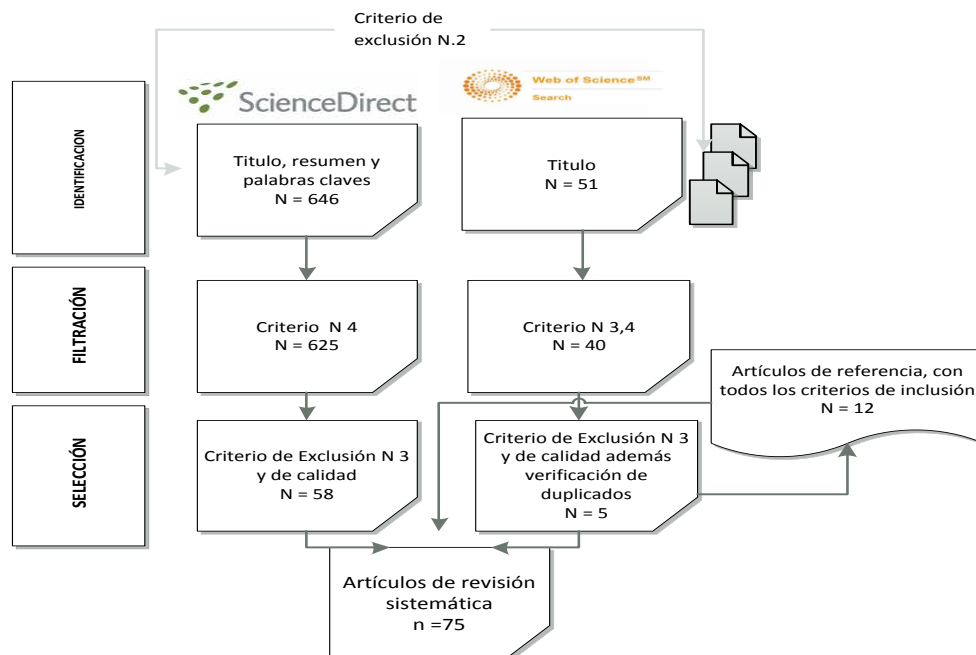 Criterio de
exclusión N.2
ScienceDirect
Web of Science℠
Search
IDENTIFICACION
Titulo, resumen y
palabras claves
N = 646
Titulo
N = 51
FILTRACIÓN
Criterio N 4
N = 625
Criterio N 3,4
N = 40
Artículos de referencia, con
todos los criterios de inclusión
N = 12
SELECCIÓN
Criterio de Exclusión N 3
y de calidad
N = 58
Criterio de Exclusión N 3
y de calidad además
verificación de
duplicados
N = 5
Artículos de revisión
sistemática
n =75